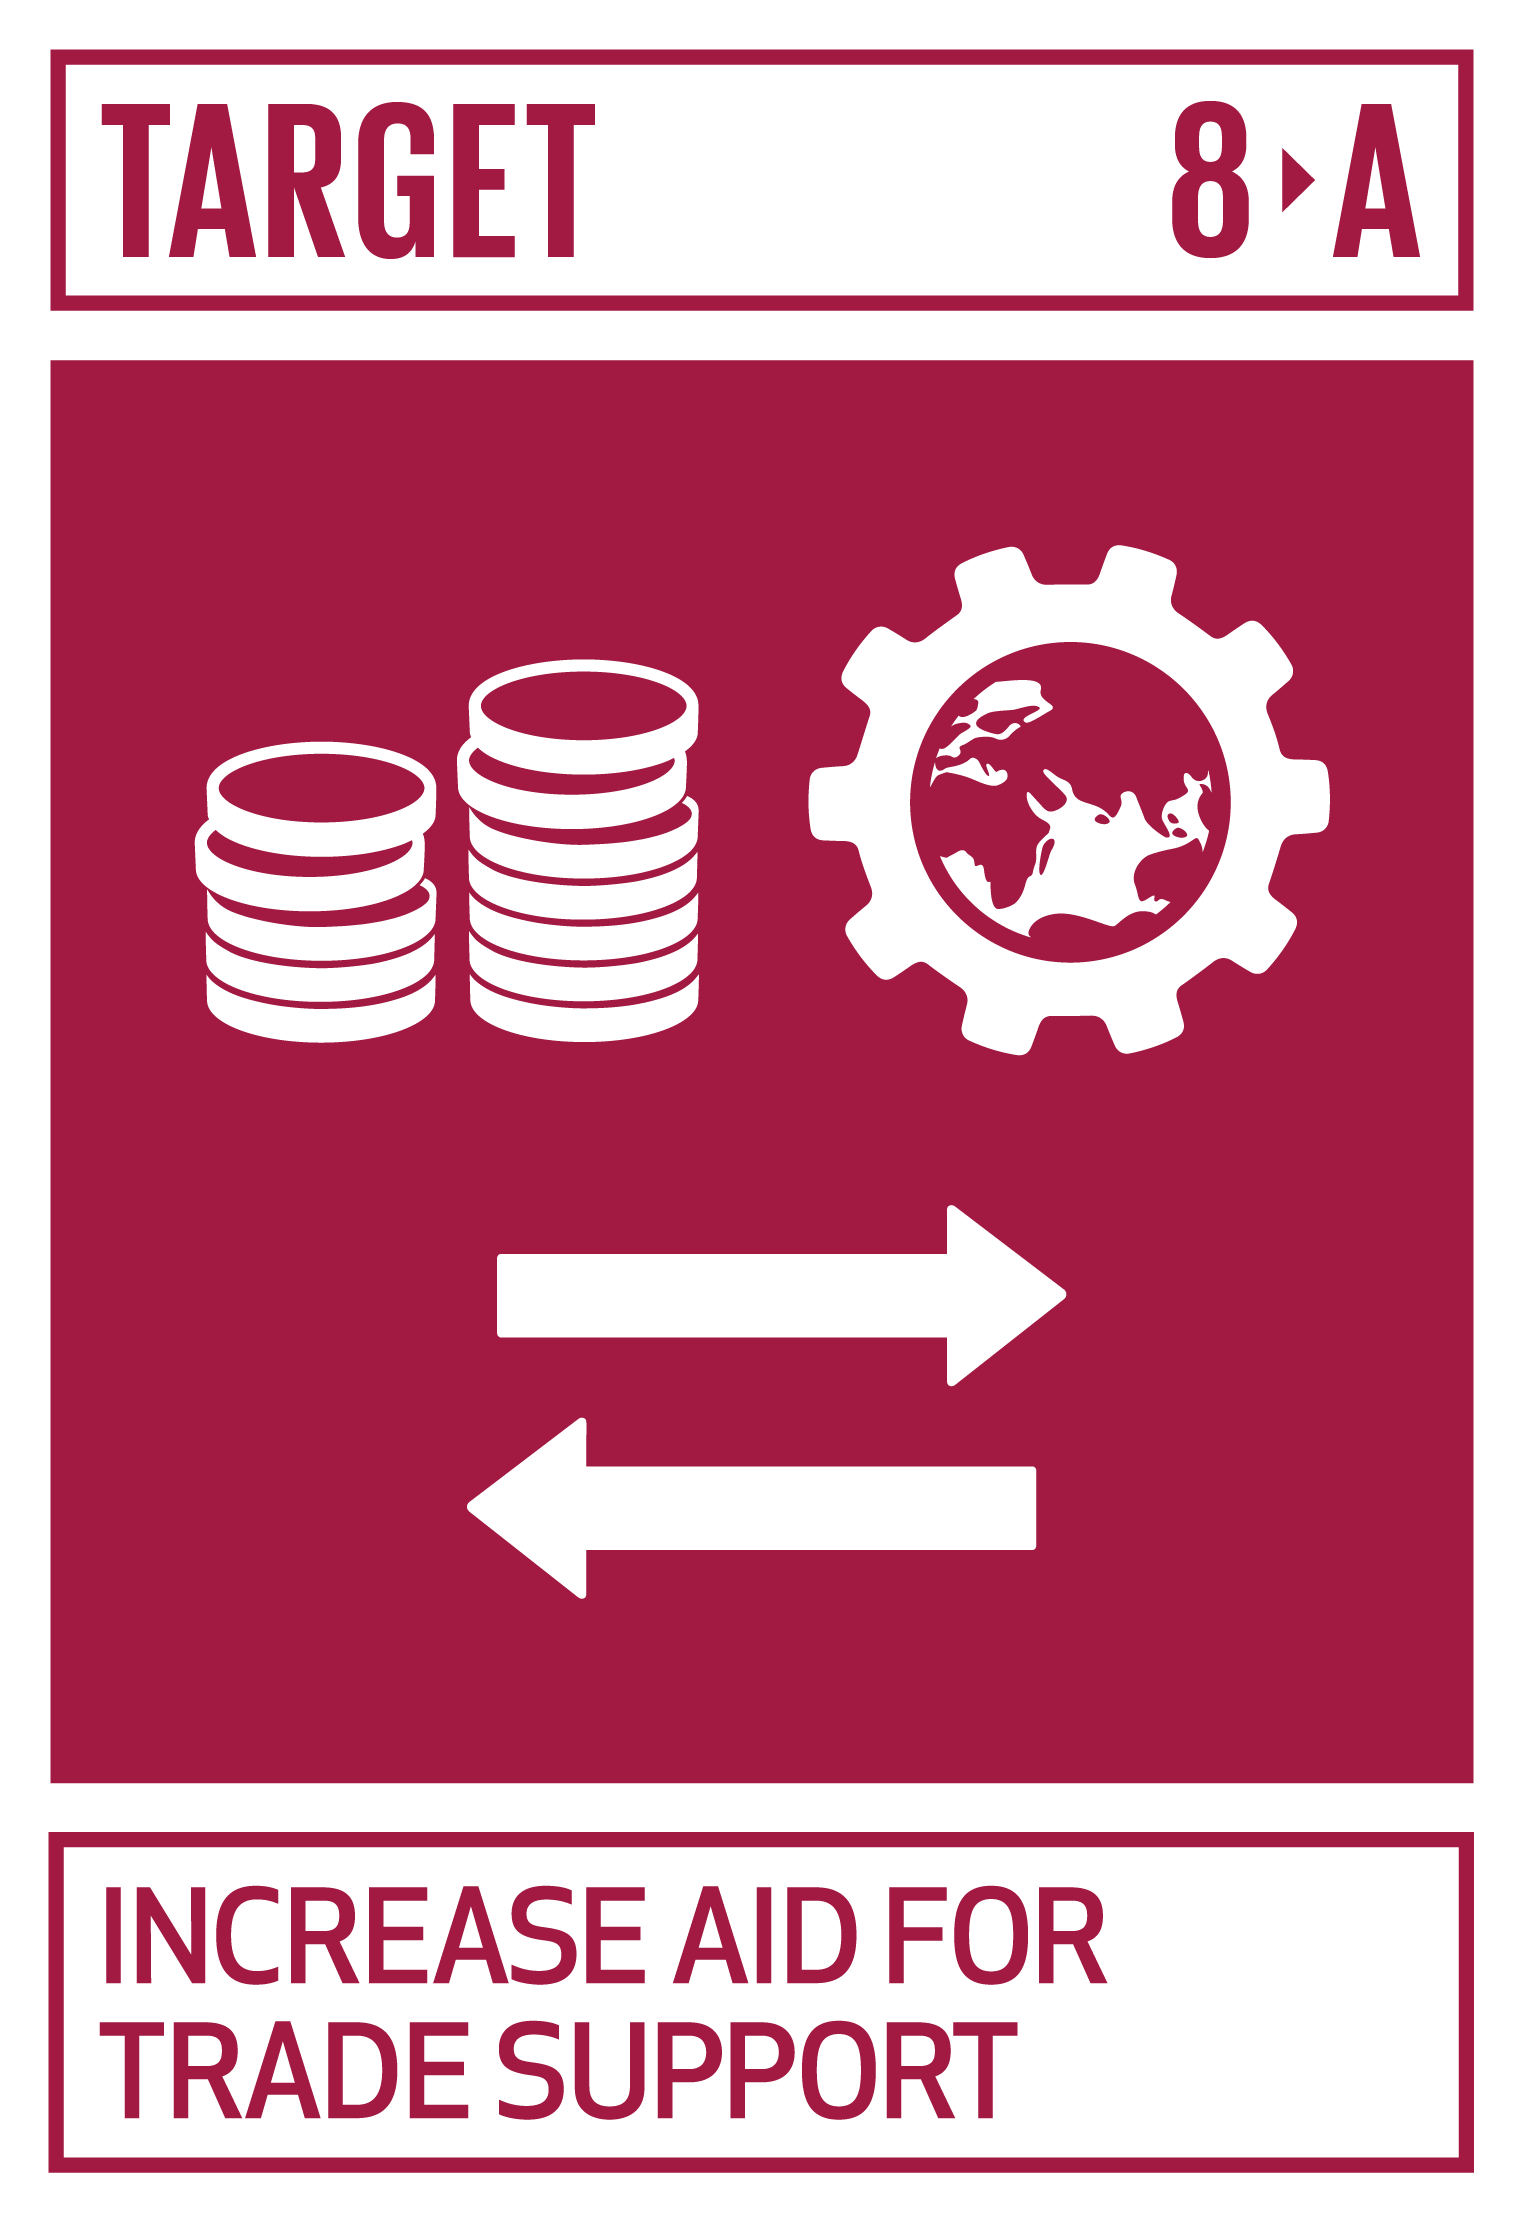 TARGET 8▸A
INCREASE AID FOR
TRADE SUPPORT